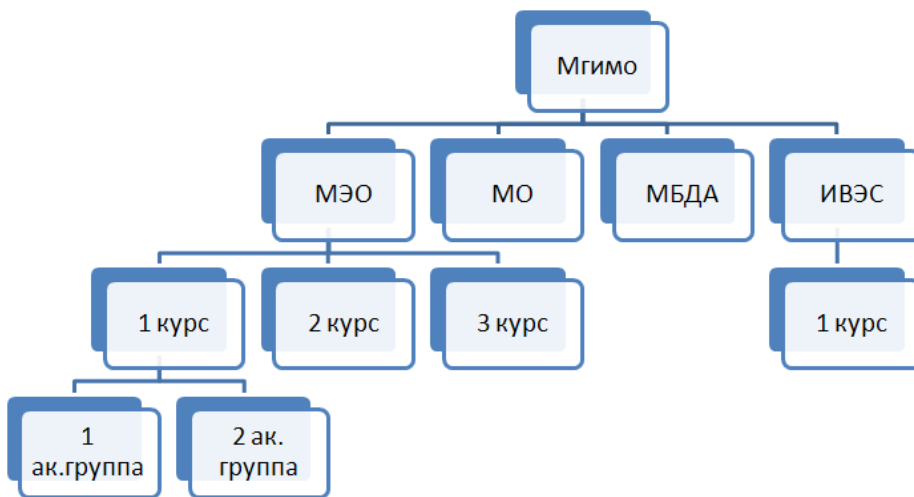 Мгимо
МЭО
МО
МБДА
ИВЭС
1 курс
2 курс
3 курс
1 курс
1
ак.группа
2 ак.
группа